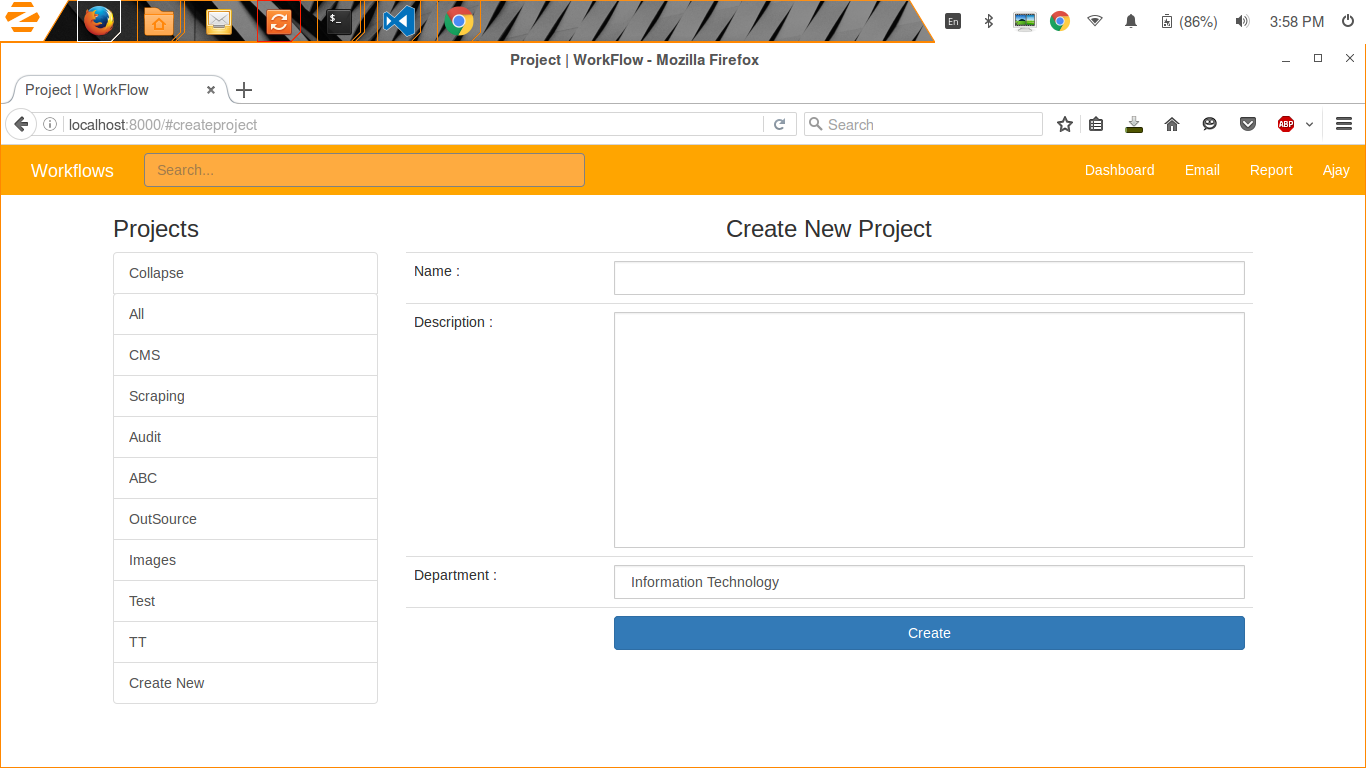 En (86%) 3:58 PM
Project | WorkFlow - Mozilla Firefox
Project | WorkFlow
localhost:8000/#createproject Search ABP
Workflows Search... Dashboard Email Report Ajay
Projects
Collapse
All
CMS
Scraping
Audit
ABC
OutSource
Images
Test
TT
Create New
Create New Project
Name :
Description :
Department : Information Technology
Create